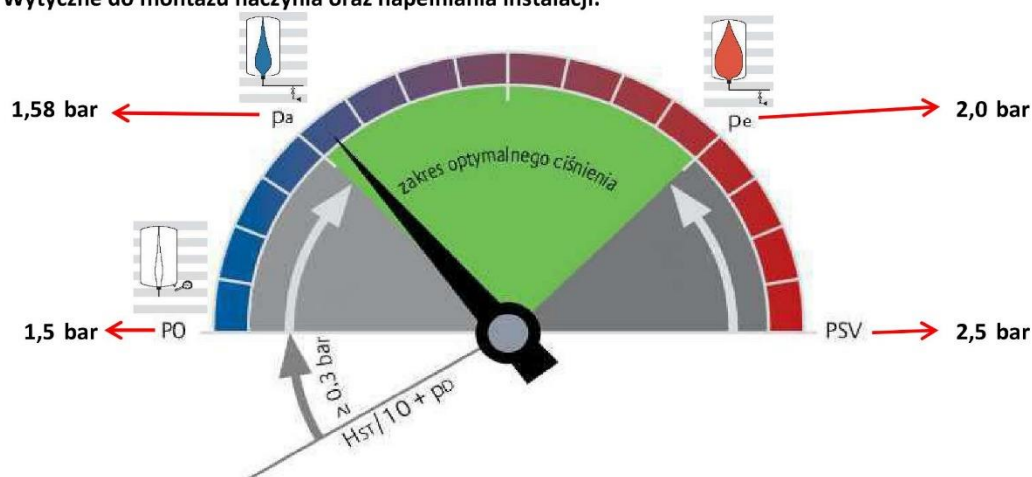 Wytyczne do montażu naczynia oraz napełniania instalacji:
1,58 bar
pa
pe
2,0 bar
zakres optymalnego ciśnienia
1,5 bar
P0
PSV
2,5 bar
≥ 0,3 bar
HST/10 + pD